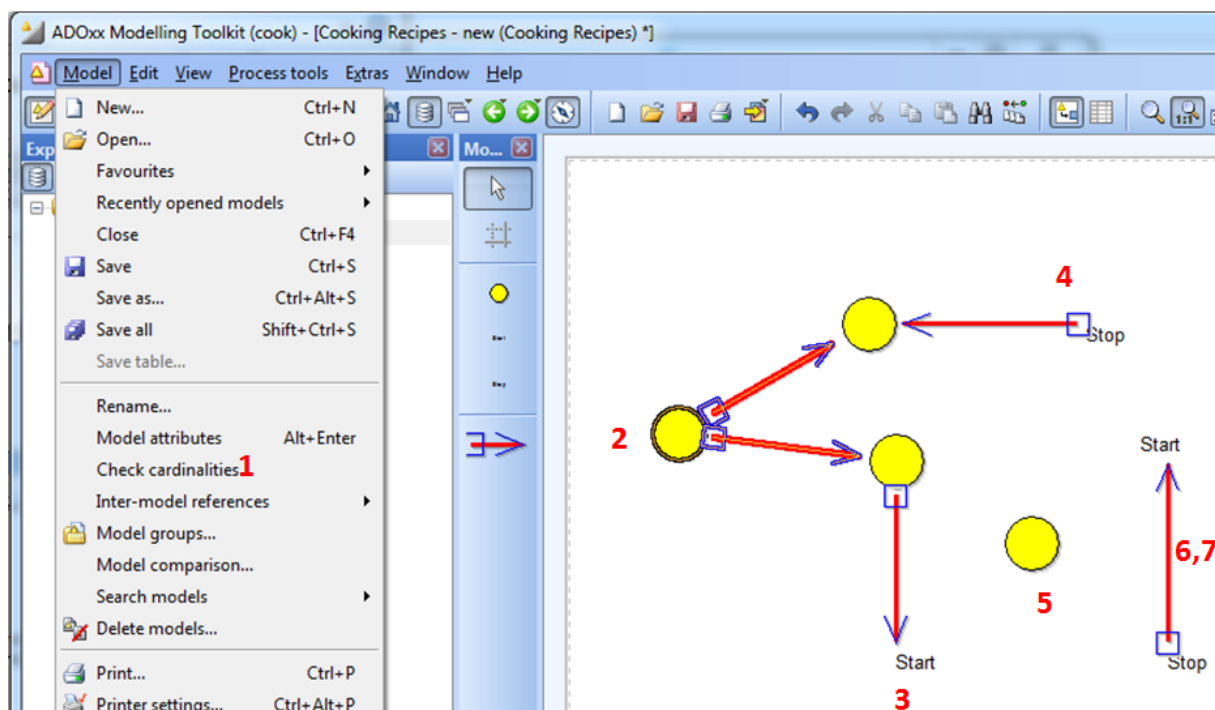 ADOxx Modelling Toolkit (cook) - [Cooking Recipes - new (Cooking Recipes) *]
Model Edit View Process tools Extras Window Help
Exp
Mo...
New... Ctrl+N
Open... Ctrl+O
Favourites
Recently opened models
Close Ctrl+F4
Save Ctrl+S
Save as... Ctrl+Alt+S
Save all Shift+Ctrl+S
Save table...
Rename...
Model attributes Alt+Enter
Check cardinalities 1
Inter-model references
Model groups...
Model comparison...
Search models
Delete models...
Print... Ctrl+P
Printer settings... Ctrl+Alt+P
Start
Stop
4
Stop
2
Start
6,7
5
Stop
Start
3